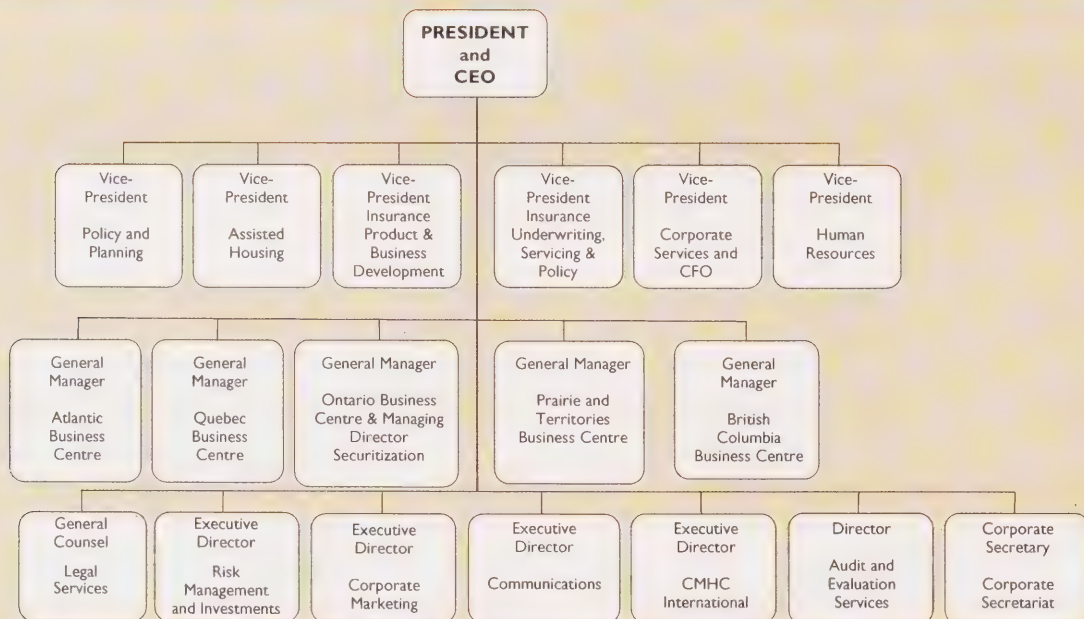 PRESIDENT
and
CEO
Vice-
President
Policy and
Planning
Vice-
President
Assisted
Housing
Vice-
President
Insurance
Product &
Business
Development
Vice-
President
Insurance
Underwriting,
Servicing &
Policy
Vice-
President
Corporate
Services and
CFO
Vice-
President
Human
Resources
General
Manager
Atlantic
Business
Centre
General
Manager
Quebec
Business
Centre
General Manager
Ontario Business
Centre & Managing
Director
Securitization
General Manager
Prairie and
Territories
Business Centre
General
Manager
British
Columbia
Business Centre
General
Counsel
Legal
Services
Executive
Director
Risk
Management
and Investments
Executive
Director
Corporate
Marketing
Executive
Director
Communications
Executive
Director
CMHC
International
Director
Audit and
Evaluation
Services
Corporate
Secretary
Corporate
Secretariat